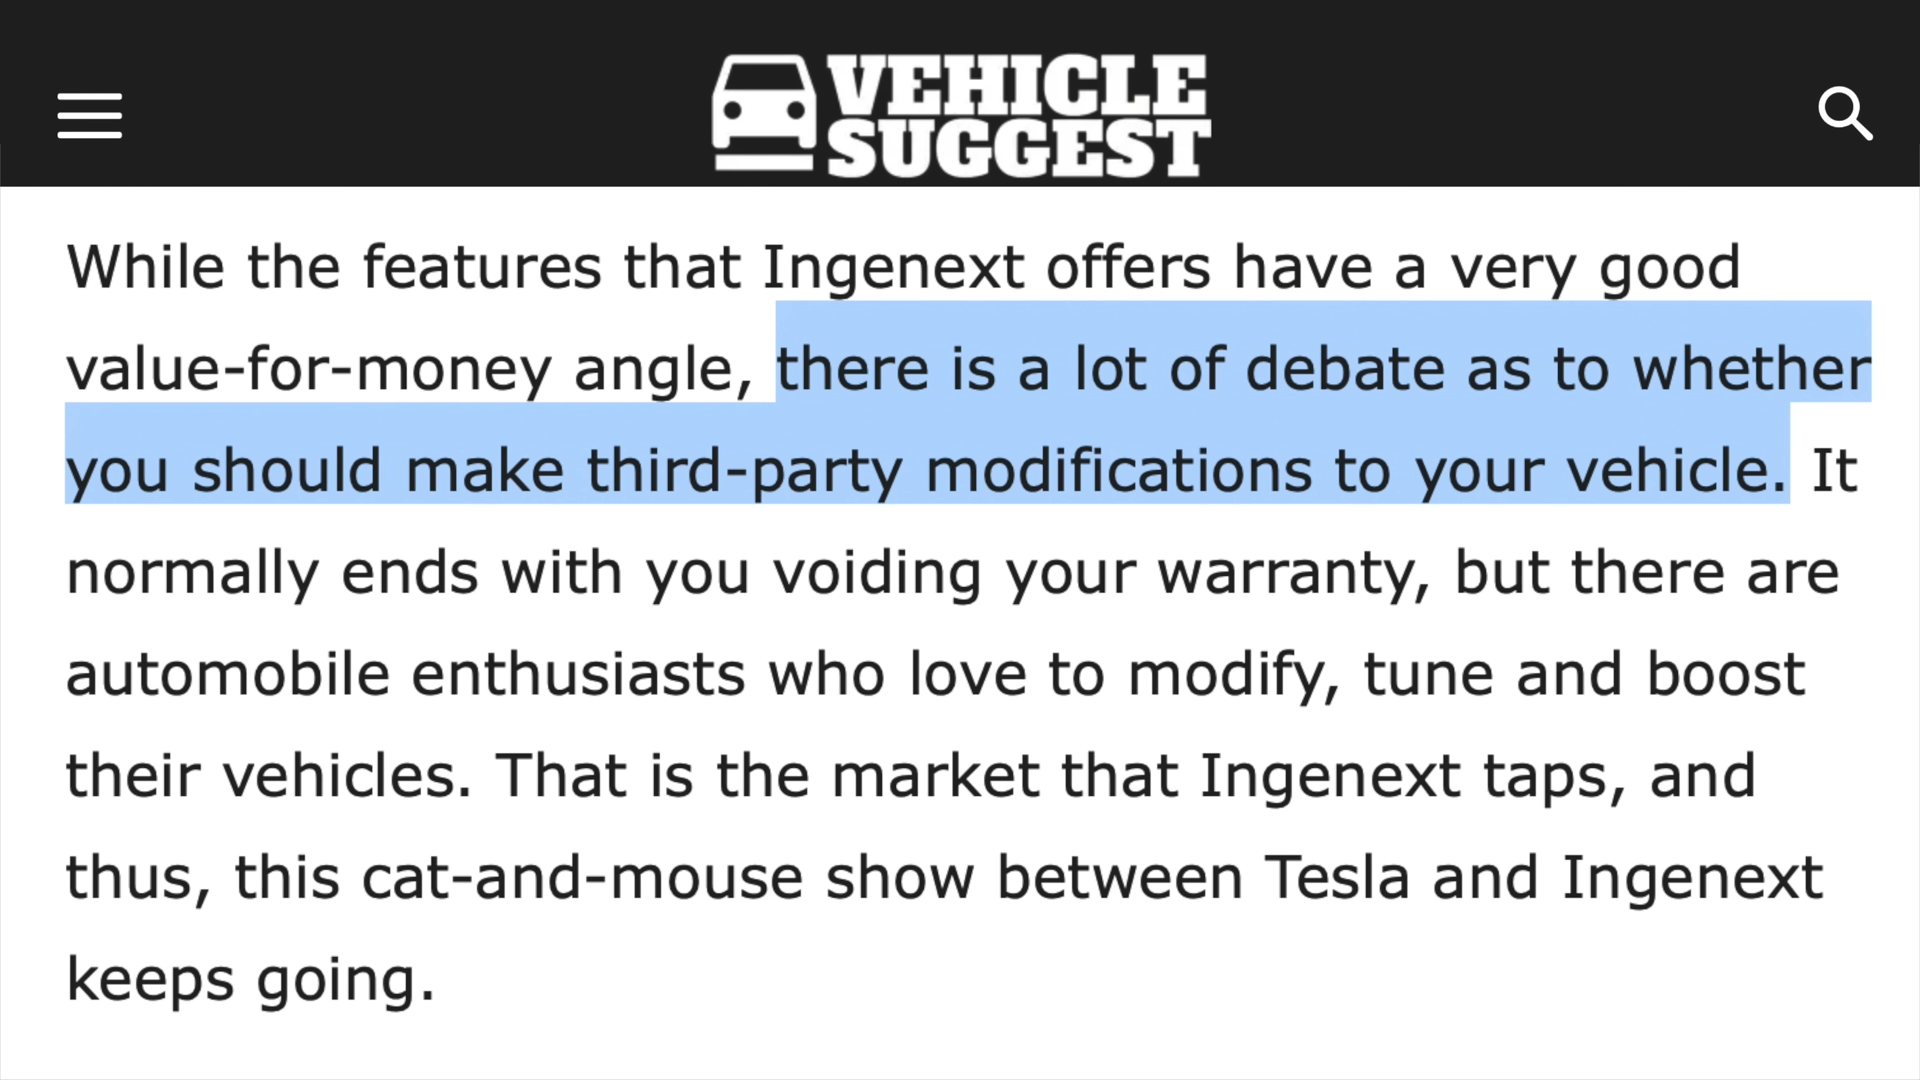 VEHICLE
SUGGEST
While the features that Ingenext offers have a very good
value-for-money angle, there is a lot of debate as to whether
you should make third-party modifications to your vehicle. It
normally ends with you voiding your warranty, but there are
automobile enthusiasts who love to modify, tune and boost
their vehicles. That is the market that Ingenext taps, and
thus, this cat-and-mouse show between Tesla and Ingenext
keeps going.